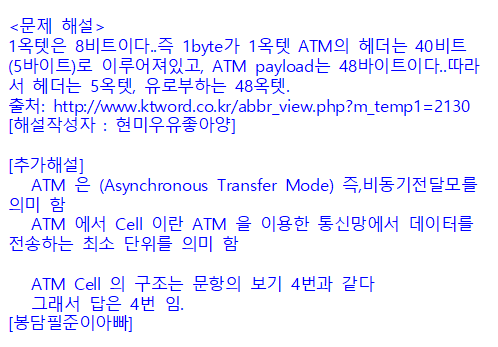 <문제 해설>
1옥텟은 8비트이다..즉 1byte가 1옥텟 ATM의 헤더는 40비트
(5바이트)로 이루어져있고, ATM payload는 48바이트이다..따라
서 헤더는 5옥텟, 유로부하는 48옥텟.
출처: http://www.ktword.co.kr/abbr_view.php?m_temp1=2130
[해설작성자 : 현미우유좋아양]
[추가해설]
ATM 은 (Asynchronous Transfer Mode) 즉,비동기전달모를
의미 함
ATM 에서 Cell 이란 ATM 을 이용한 통신망에서 데이터를
전송하는 최소 단위를 의미 함
ATM Cell 의 구조는 문항의 보기 4번과 같다
그래서 답은 4번 임.
[봉담필준이아빠]